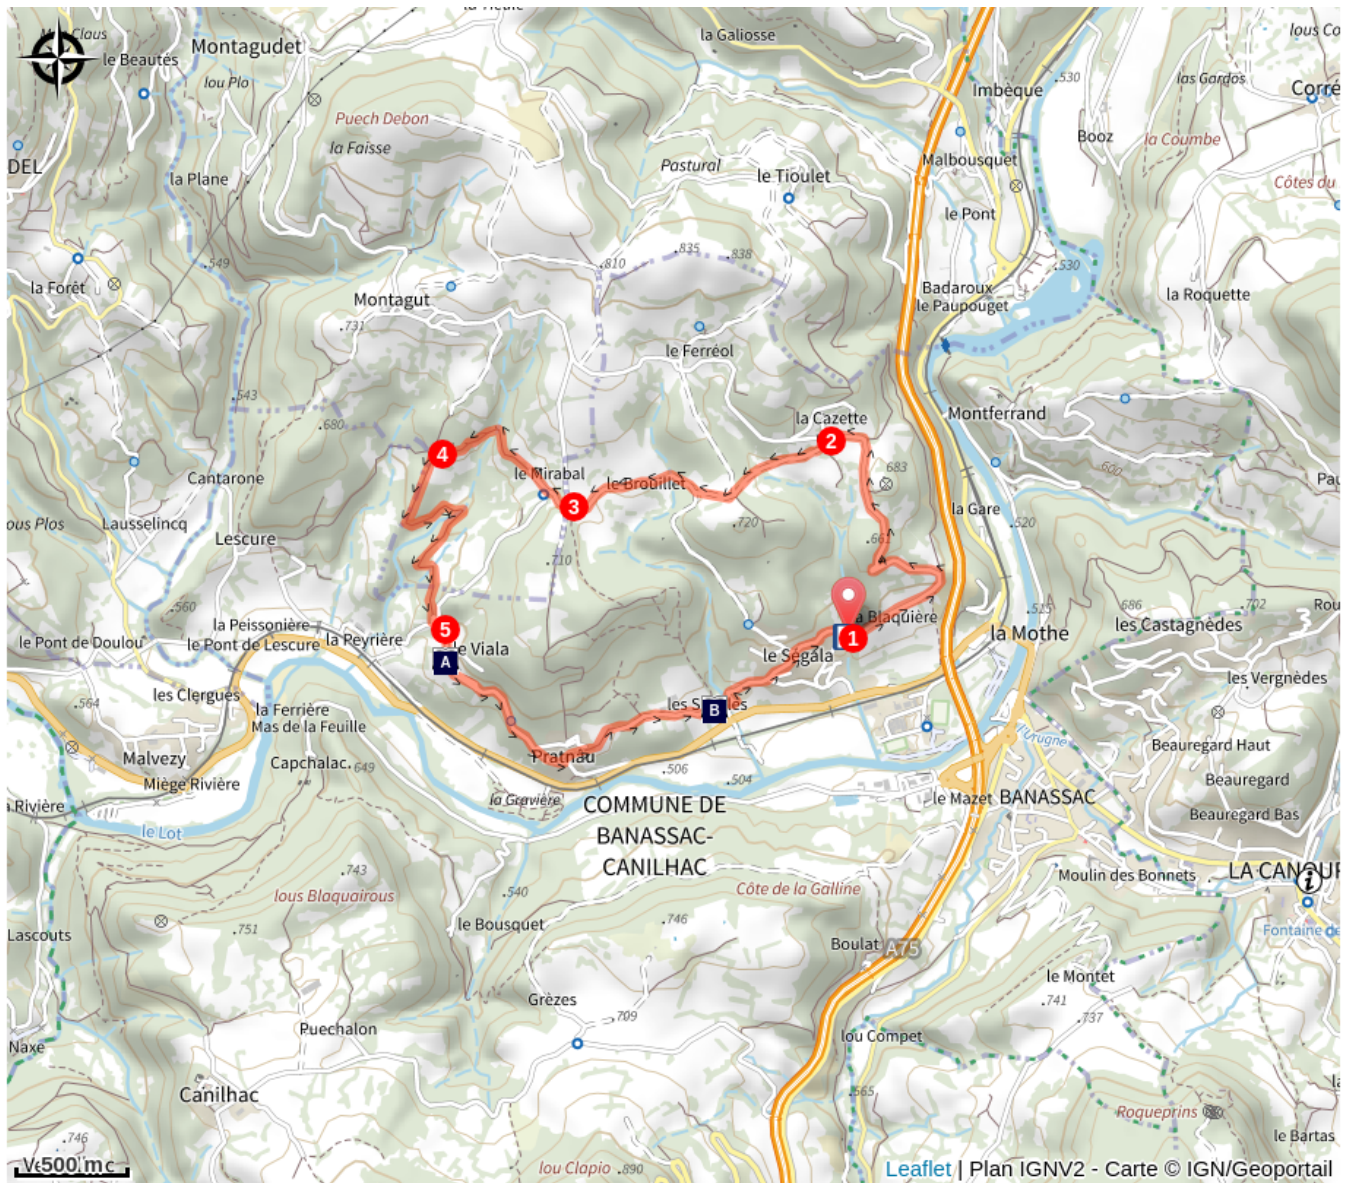 Montagudet
le Beautés
lou Plo
la Galiosse
.530
Imbèque
las Gardos
Puech Debon
la Faisse
Booz
la Coumbe
DEL
la Plane
Pastural
le Tioulet
Malbousquet
Côtes du
le Pont
.549
.810
.835
.838
.530
la Forêt
Montagut
Badaroux
le Paupouget
la Roquette
.731
le Ferréol
.543
.680
la Cazette
Montferrand
2
4
le Mirabal
683
600
Cantarone
le Brouillet
3
ous Plos
Lausselincq
.720
la Gare
.520
Lescure
.661
.710
.560
la Peissonière
.515
686
.702
les Castagnèdes
le Pont de Doulou
le Pont de Lescure
la Peyrière
5
la Blaquière
1
la Mothe
le Viala
A
le Ségala
les Vergnèdes
les Clergues
.564
la Ferrière
B
Mas de la Feuille
l'Urugne
Malvezy
Capchalac
.649
Pratnau
.506
.504
Beauregard Haut
Miège Rivière
Beauregard
la Gravière
le Mazet
BANASSAC
a Rivière
COMMUNE DE
BANASSAC-
CANILHAC
Beauregard Bas
le Lot
.743
lous Blaquairous
Côte de la Galline
Moulin des Bonnets
LA CANOUR
.540
.751
le Bousquet
.746
Lascouts
Boulat
A75
Fontaine de
le Montet
Grèzes
.709
.741
.737
Puechalon
lou Compet
Naxe
Canilhac
.565
Roqueprins
.746
le Bartas
500 m
lou Clapio
.890
Leaflet | Plan IGNV2 - Carte © IGN/Geoportail